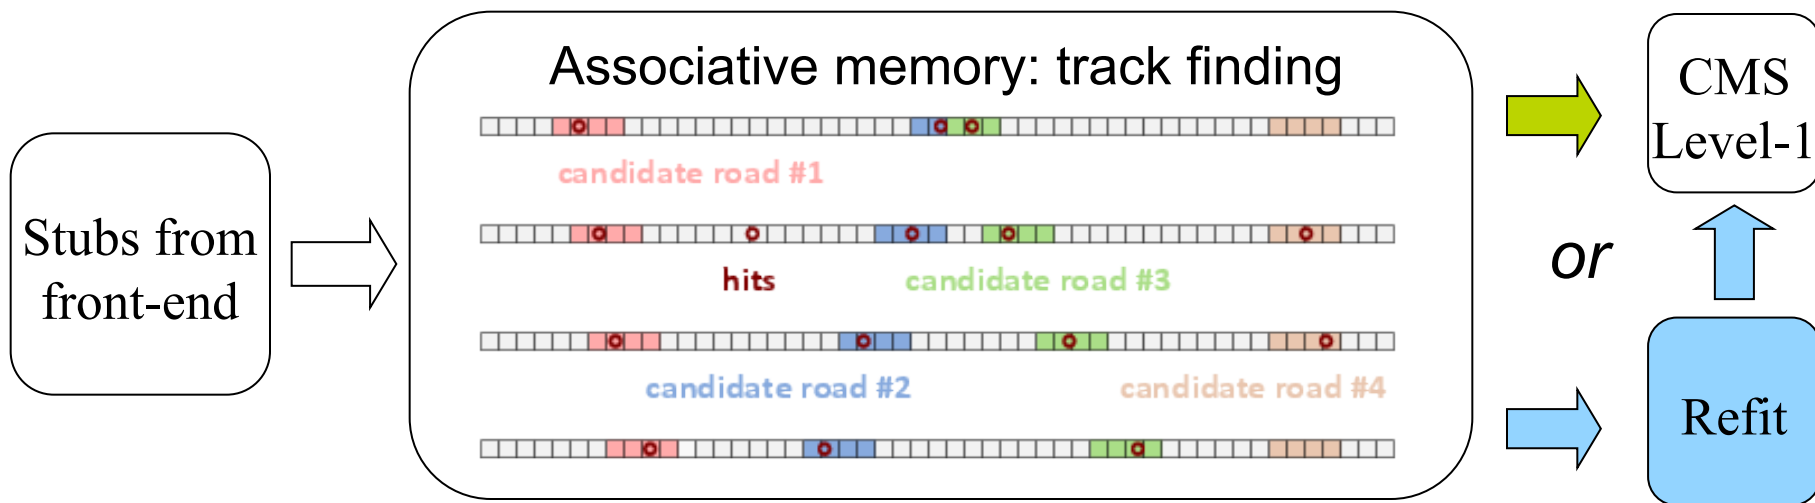 Associative memory: track finding
candidate road #1
hits
candidate road #3
candidate road #2
candidate road #4
Stubs from
front-end
or
CMS
Level-1
Refit